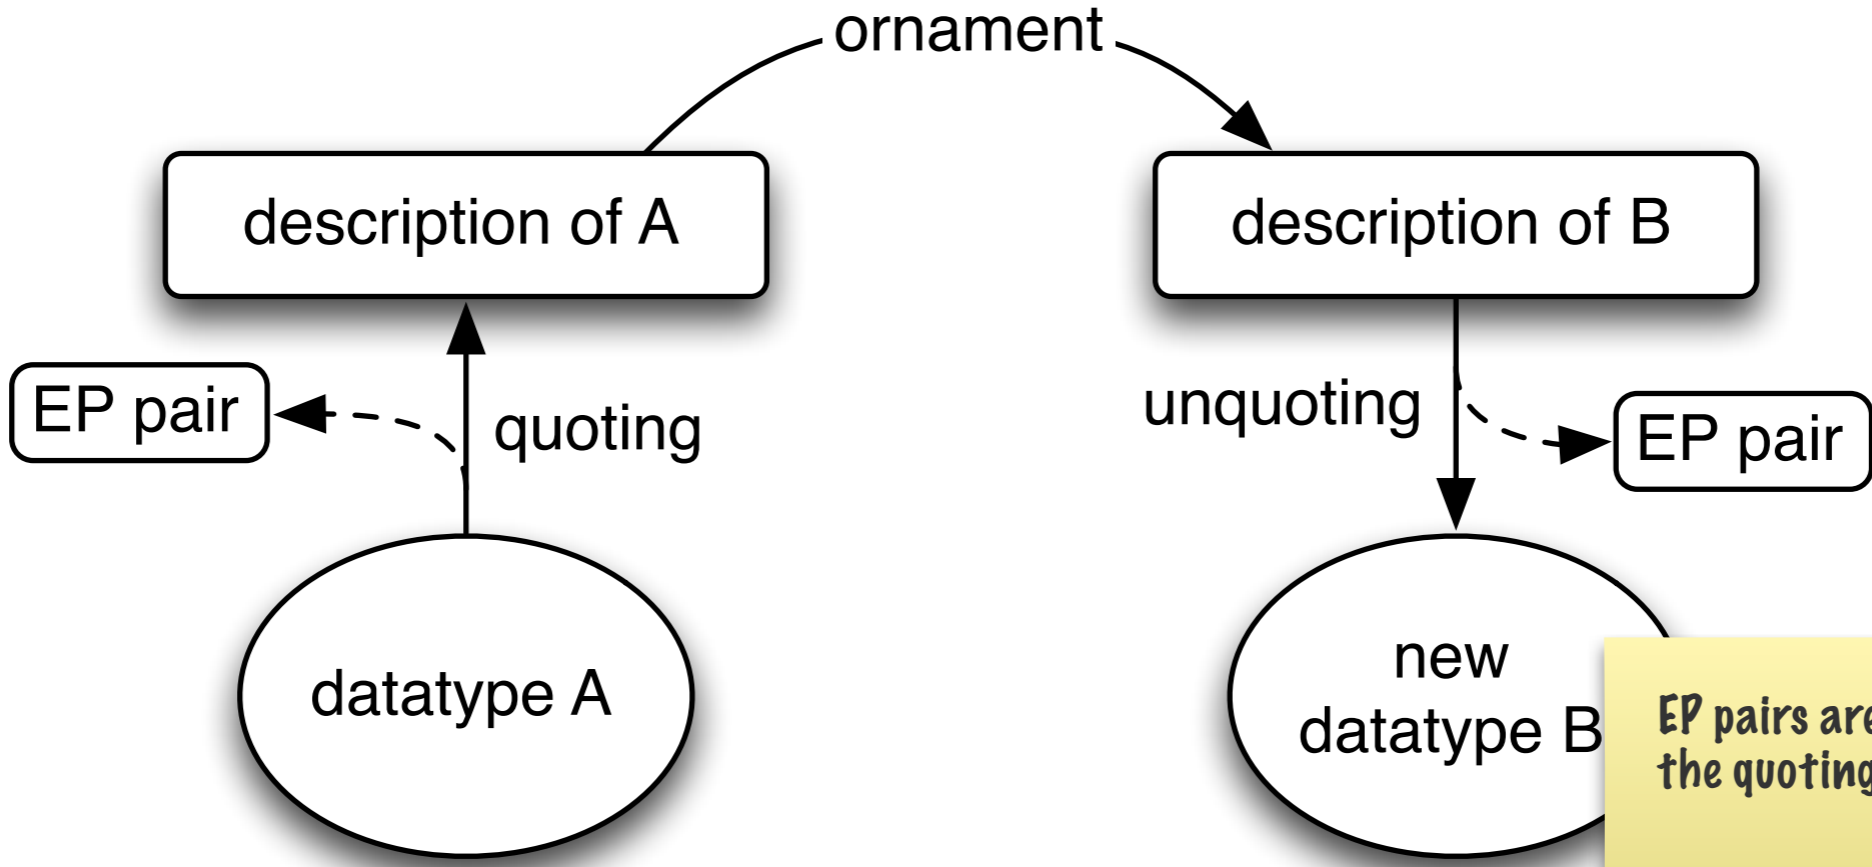 ornament
description of A
description of B
EP pair
quoting
unquoting
EP pair
datatype A
new
datatype B
EP pairs are
the quoting